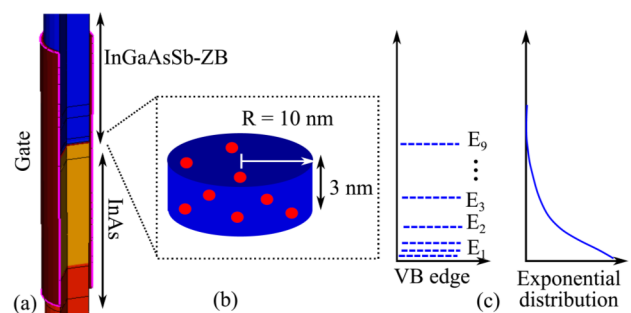 (a)
InGaAsSb-ZB
Gate
InAs
R = 10 nm
3 nm
(b)
E9
E3
E2
E1
VB edge
(c)
Exponential
distribution